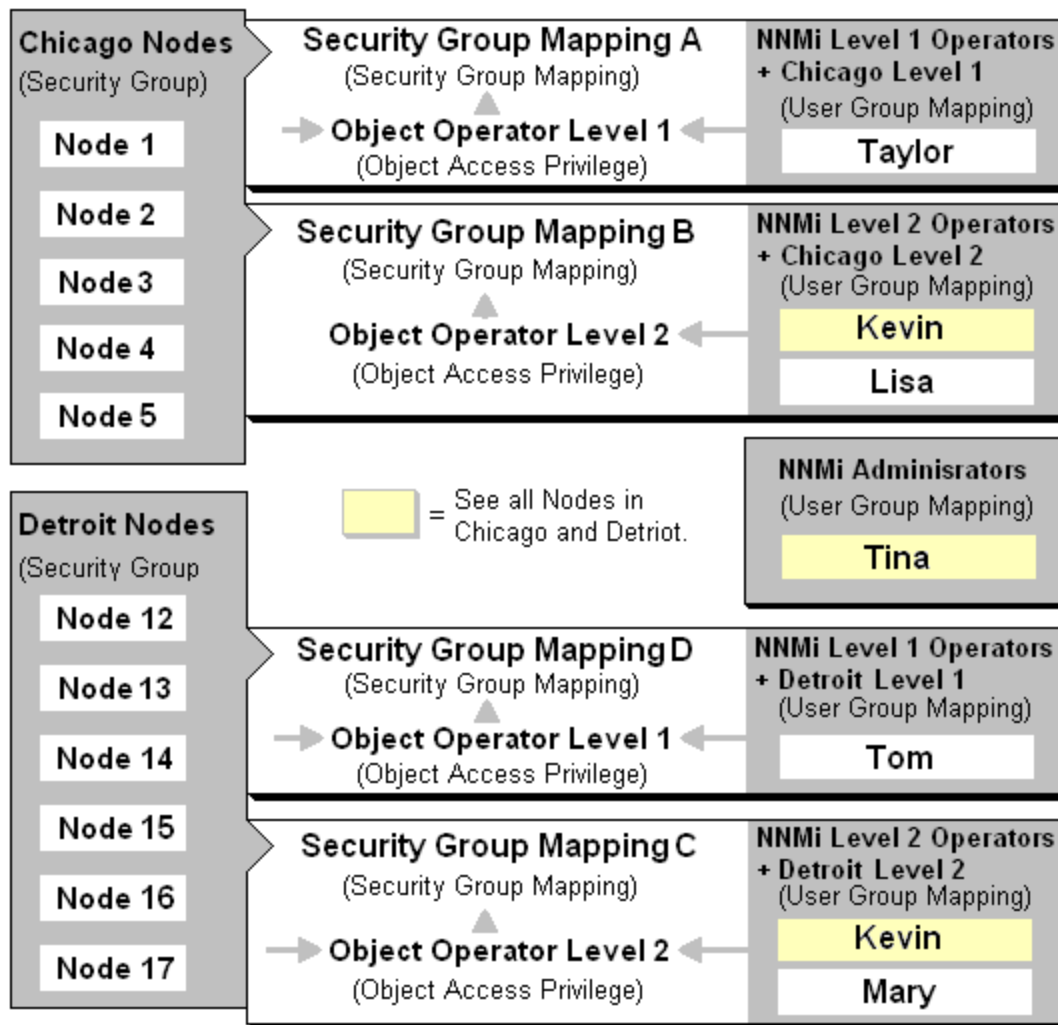 Chicago Nodes
(Security Group)
Node 1
Node 2
Node 3
Node 4
Node 5
Security Group Mapping A
(Security Group Mapping)
Object Operator Level 1
(Object Access Privilege)
NNMi Level 1 Operators
+ Chicago Level 1
(User Group Mapping)
Taylor
Security Group Mapping B
(Security Group Mapping)
Object Operator Level 2
(Object Access Privilege)
NNMi Level 2 Operators
+ Chicago Level 2
(User Group Mapping)
Kevin
Lisa
= See all Nodes in
Chicago and Detriot.
NNMi Adminisrators
(User Group Mapping)
Tina
Detroit Nodes
(Security Group
Node 12
Node 13
Node 14
Node 15
Node 16
Node 17
Security Group Mapping D
(Security Group Mapping)
Object Operator Level 1
(Object Access Privilege)
NNMi Level 1 Operators
+ Detroit Level 1
(User Group Mapping)
Tom
Security Group Mapping C
(Security Group Mapping)
Object Operator Level 2
(Object Access Privilege)
NNMi Level 2 Operators
+ Detroit Level 2
(User Group Mapping)
Kevin
Mary